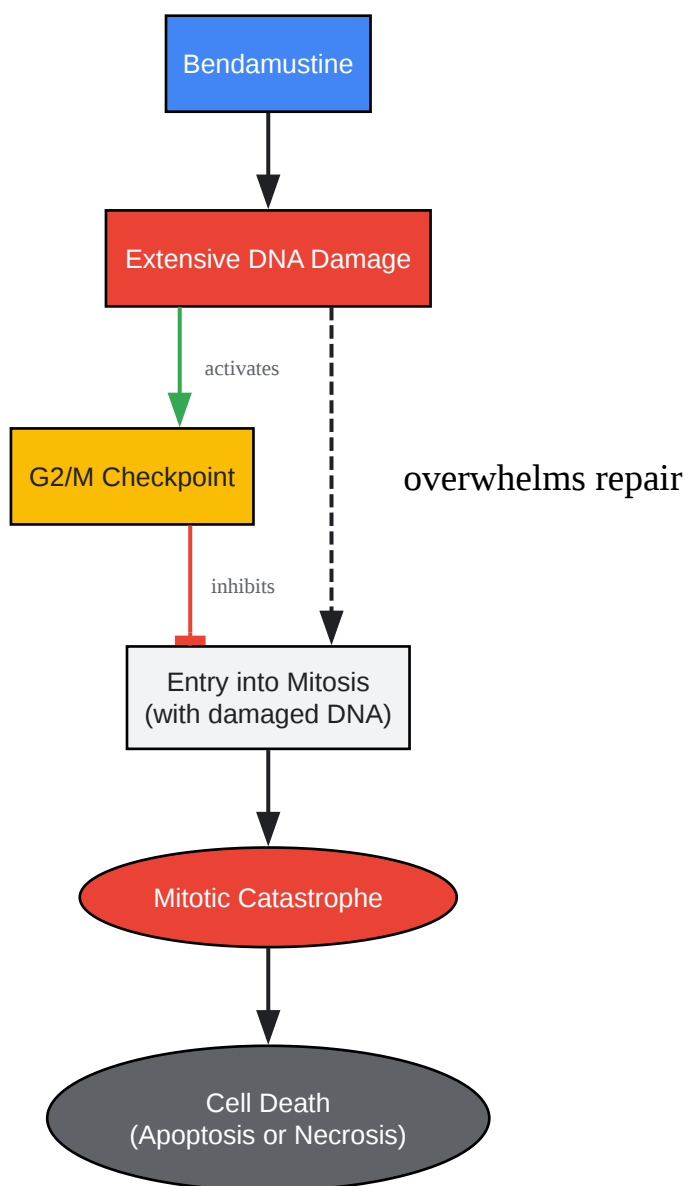 Bendamustine
Extensive DNA Damage
activates
G2/M Checkpoint
overwhelms repair
inhibits
Entry into Mitosis
(with damaged DNA)
Mitotic Catastrophe
Cell Death
(Apoptosis or Necrosis)